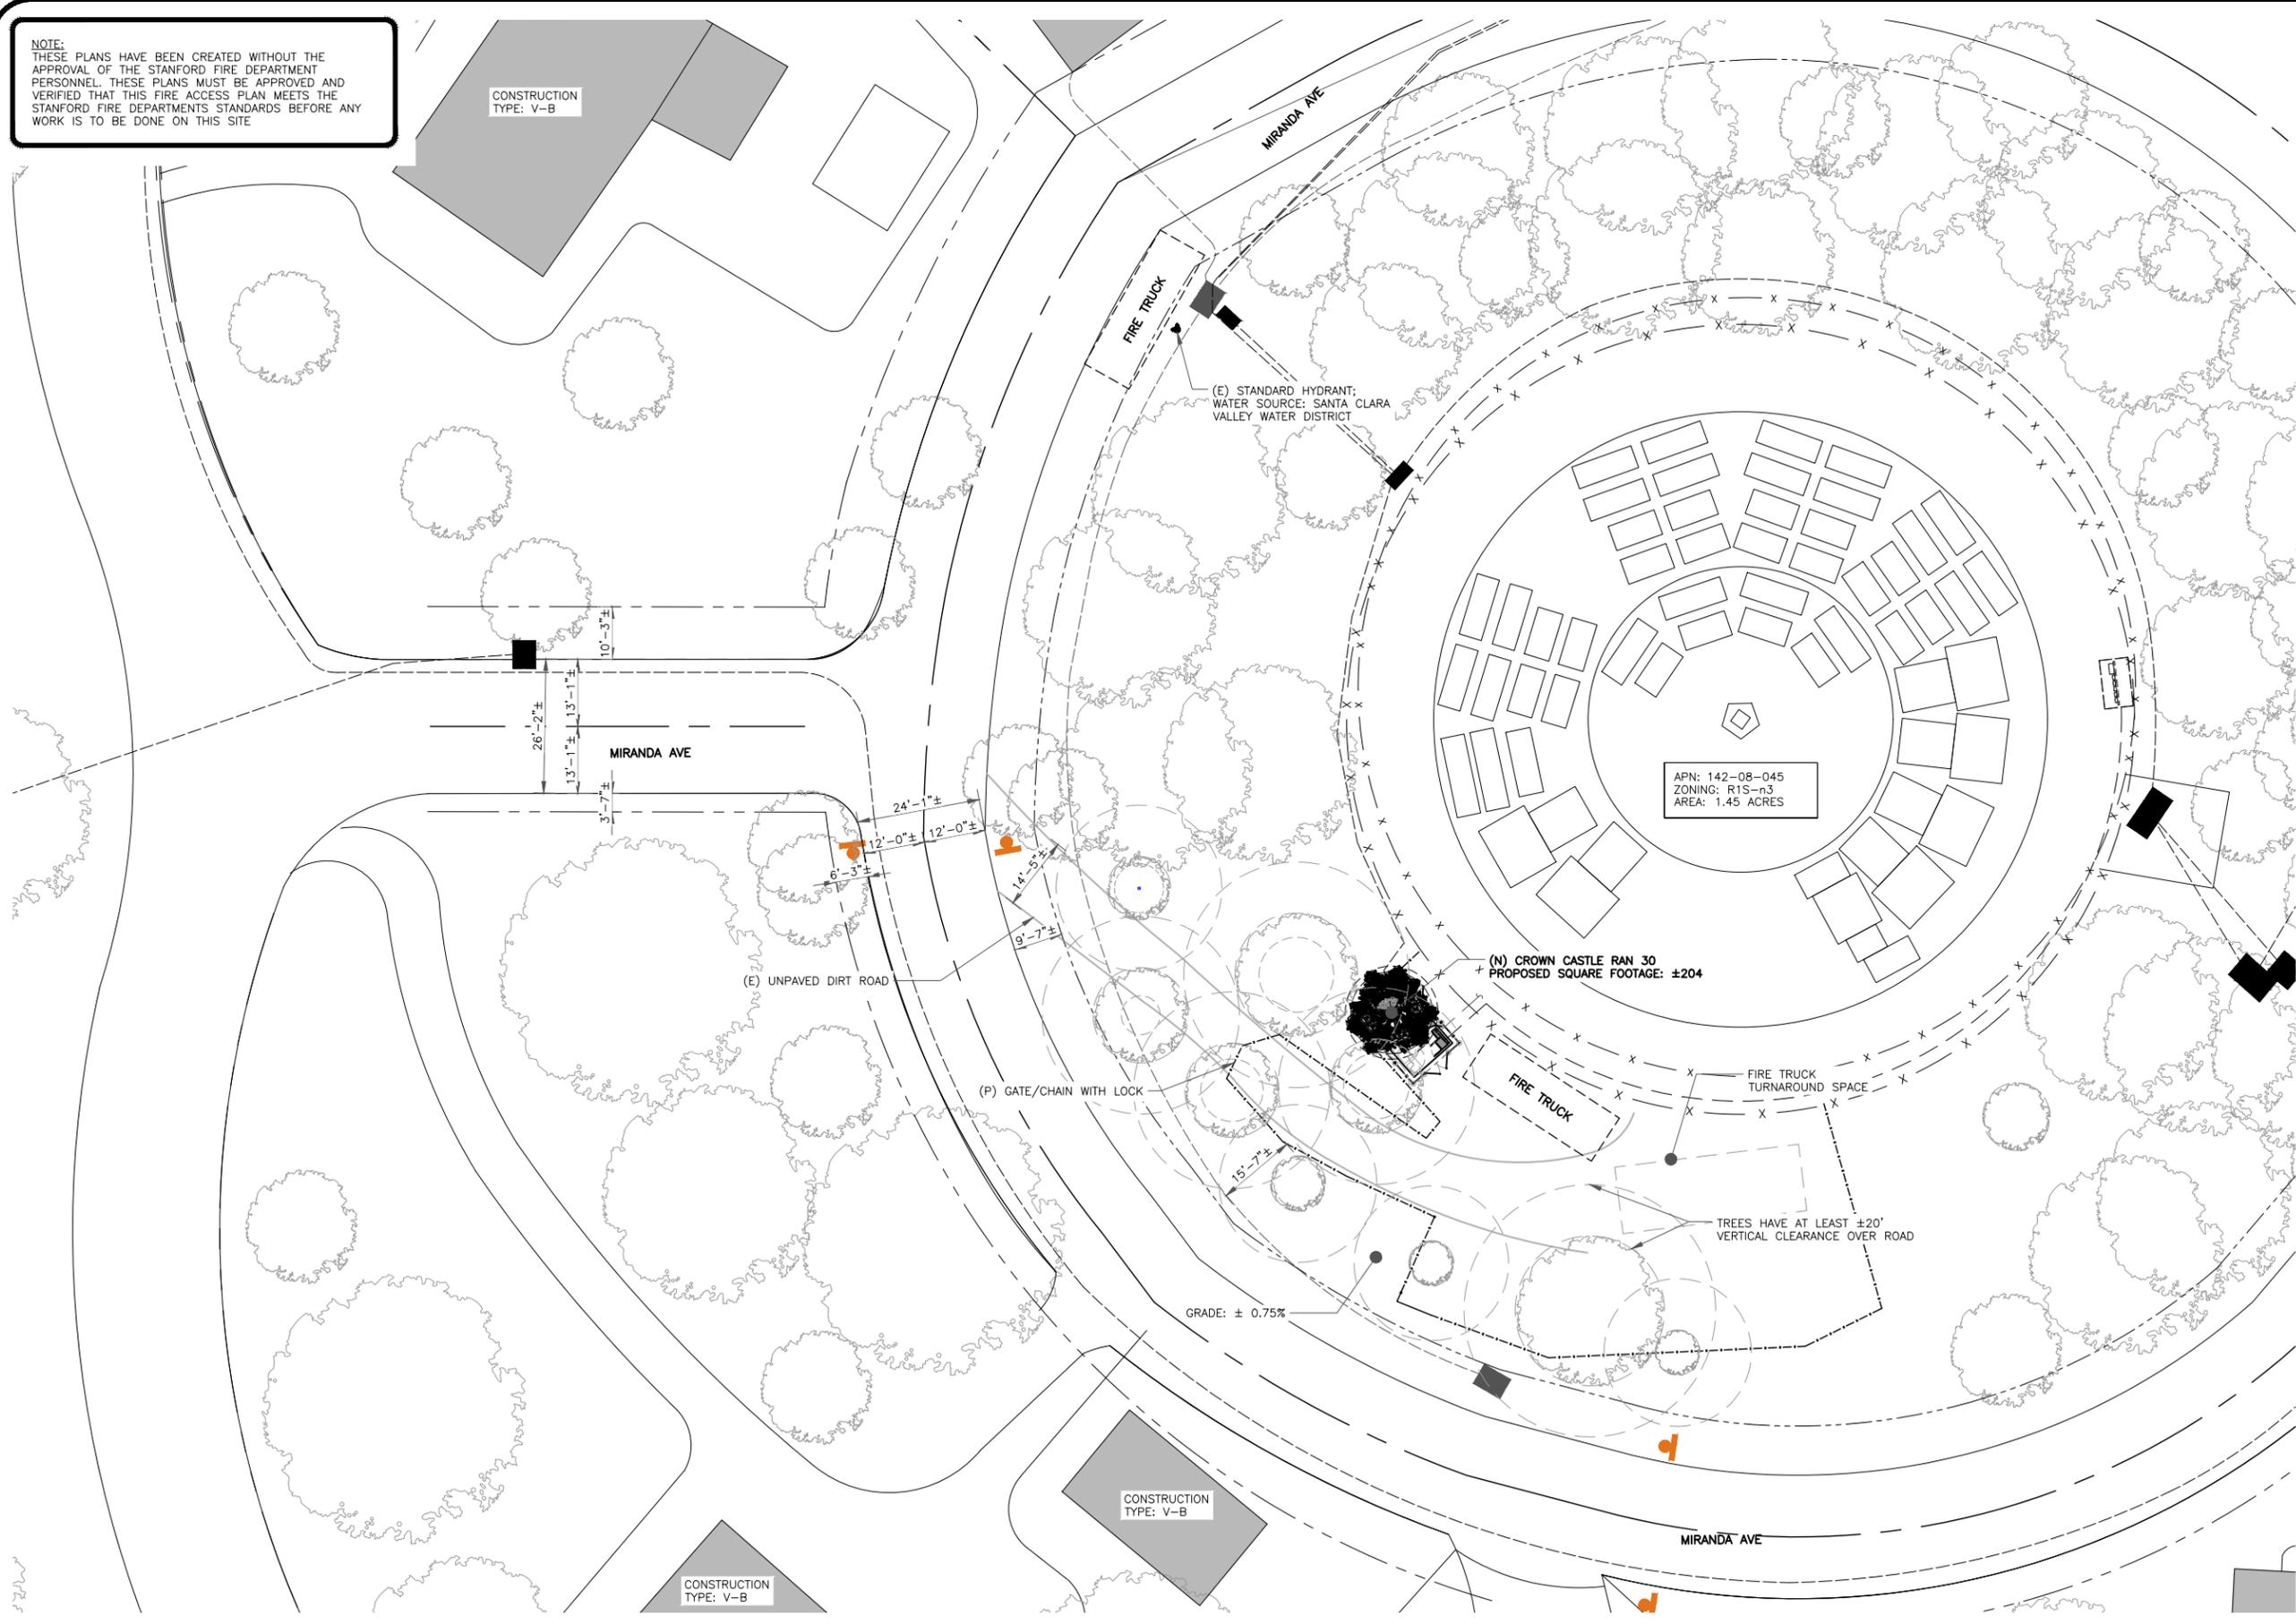 NOTE:
THESE PLANS HAVE BEEN CREATED WITHOUT THE
APPROVAL OF THE STANFORD FIRE DEPARTMENT
PERSONNEL. THESE PLANS MUST BE APPROVED AND
VERIFIED THAT THIS FIRE ACCESS PLAN MEETS THE
STANFORD FIRE DEPARTMENTS STANDARDS BEFORE ANY
WORK IS TO BE DONE ON THIS SITE
CONSTRUCTION
TYPE: V-B
MIRANDA AVE
FIRE TRUCK
(E) STANDARD HYDRANT;
WATER SOURCE: SANTA CLARA
VALLEY WATER DISTRICT
10'-3"±
13'-1"±
26'-2"±
13'-1"±
MIRANDA AVE
3'-7"±
APN: 142-08-045
ZONING: R1S-n3
AREA: 1.45 ACRES
24'-1"±
12'-0"±
12'-0"±
6'-3"±
14'-5"±
9'-7"±
(E) UNPAVED DIRT ROAD
(N) CROWN CASTLE RAN 30
PROPOSED SQUARE FOOTAGE: ±204
(P) GATE/CHAIN WITH LOCK
FIRE TRUCK
FIRE TRUCK
TURNAROUND SPACE
15'-7"±
TREES HAVE AT LEAST ±20'
VERTICAL CLEARANCE OVER ROAD
GRADE: ± 0.75%
CONSTRUCTION
TYPE: V-B
MIRANDA AVE
CONSTRUCTION
TYPE: V-B